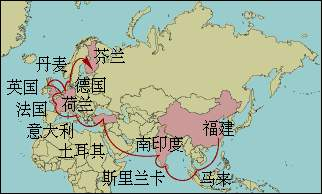 芬兰
丹麦
德国
英国
荷兰
法国
意大利
福建
土耳其
南印度
斯里兰卡
马来